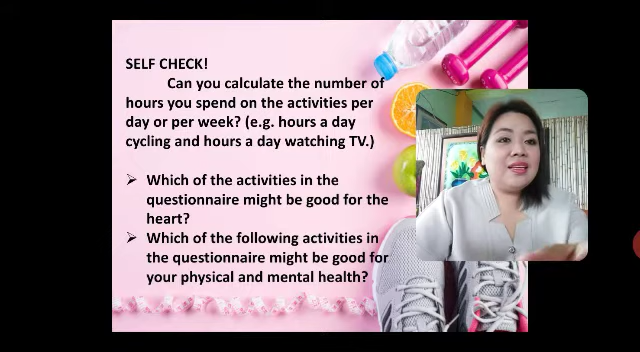 SELF CHECK!
Can you calculate the number of
hours you spend on the activities per
day or per week? (e.g. hours a day
cycling and hours a day watching TV.)
Which of the activities in the
questionnaire might be good for the
heart?
Which of the following activities in
the questionnaire might be good for
your physical and mental health?